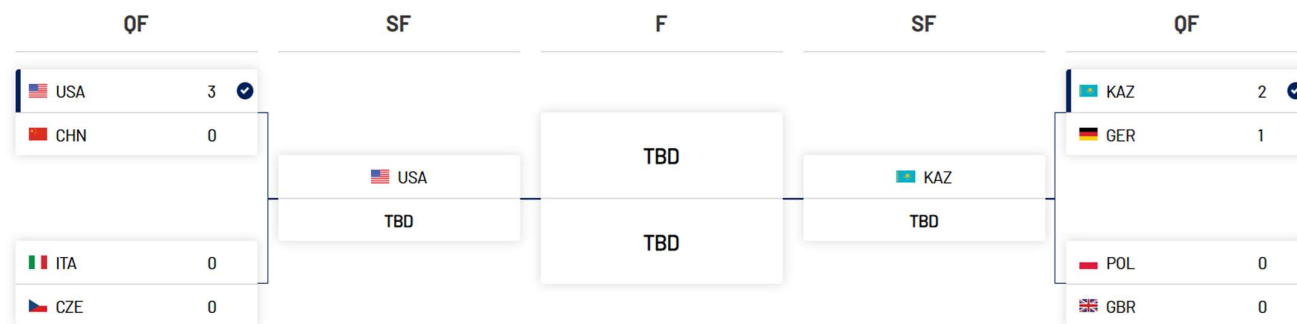 QF SF F SF QF
USA 3
CHN 0
ITA 0
CZE 0
USA
TBD
TBD
TBD
KAZ
TBD
KAZ 2
GER 1
POL 0
GBR 0